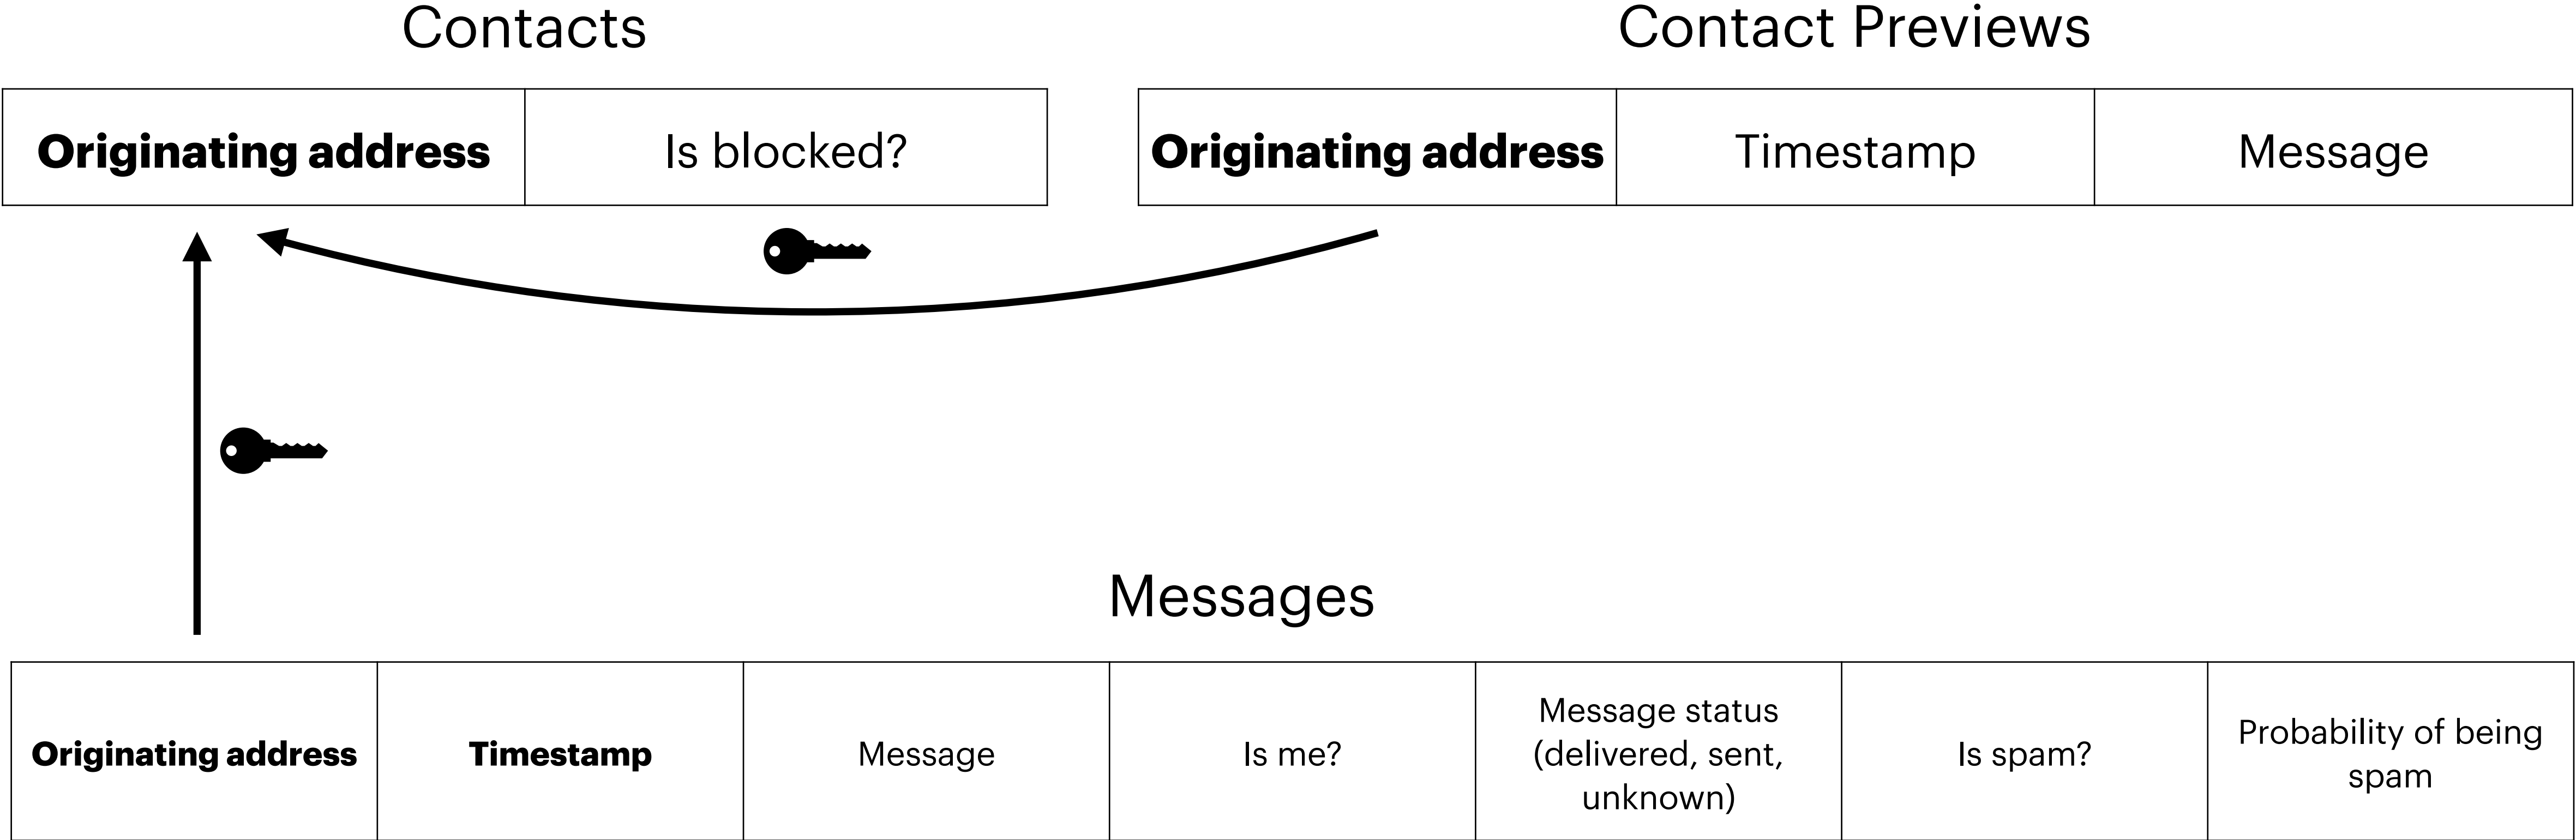 Contacts
Contact Previews
Originating address
Is blocked?
Originating address
Timestamp
Message
Messages
Originating address
Timestamp
Message
Is me?
Message status
(delivered, sent,
unknown)
Is spam?
Probability of being
spam